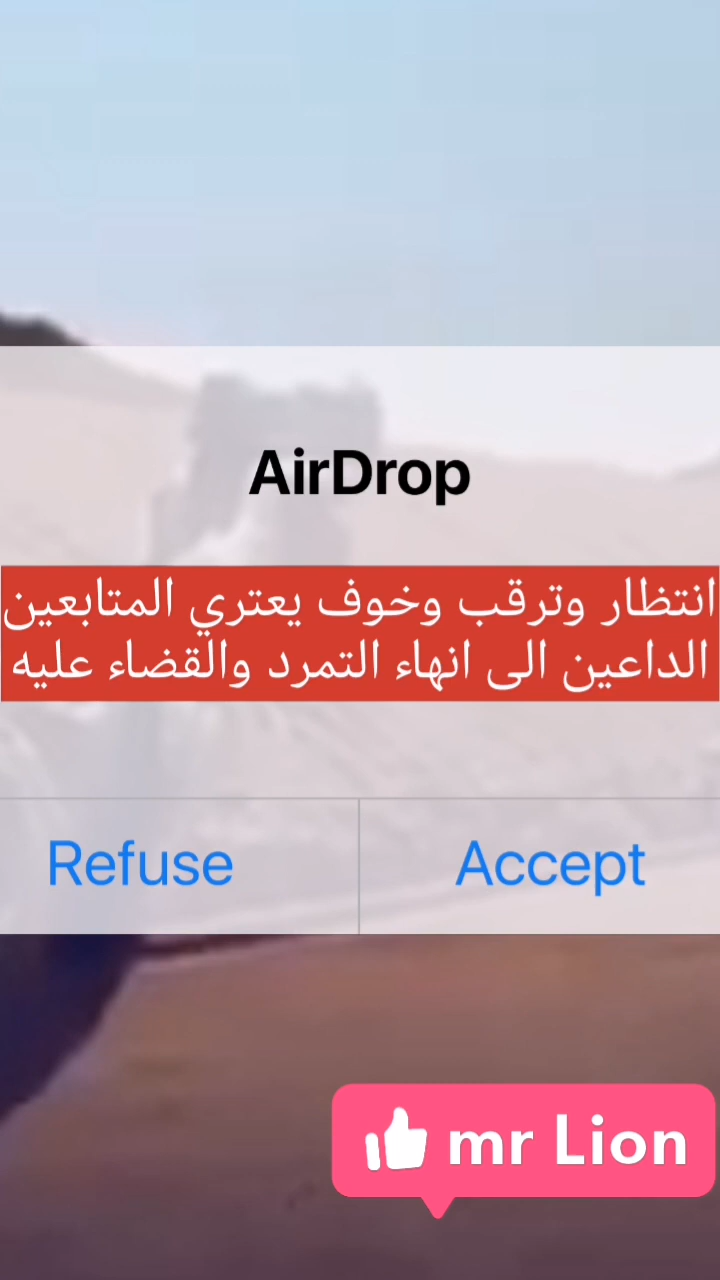 AirDrop
انتظار وترقب وخوف يعتري المتابعين
الداعين الى انهاء التمرد والقضاء عليه
Refuse
Accept
mr Lion